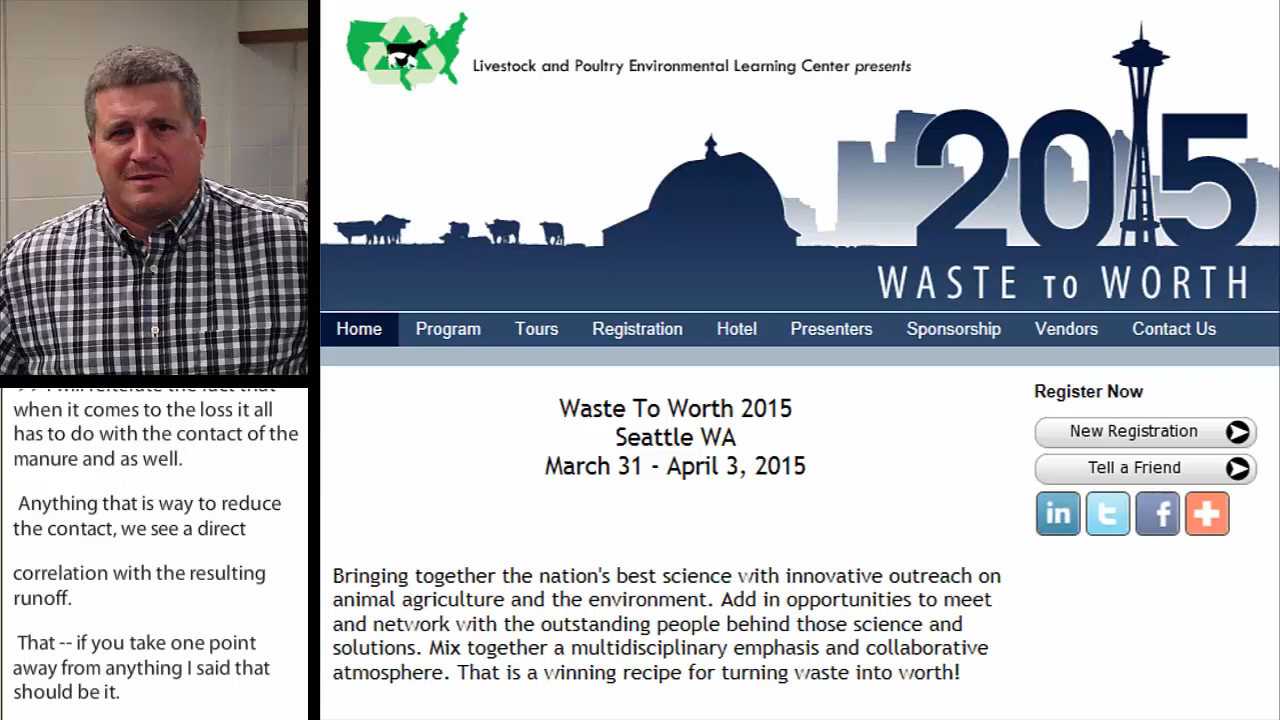 Livestock and Poultry Environmental Learning Center presents
2015
WASTE TO WORTH
Home Program Tours Registration Hotel Presenters Sponsorship Vendors Contact Us
Waste To Worth 2015
Seattle WA
March 31 - April 3, 2015
Bringing together the nation's best science with innovative outreach on
animal agriculture and the environment. Add in opportunities to meet
and network with the outstanding people behind those science and
solutions. Mix together a multidisciplinary emphasis and collaborative
atmosphere. That is a winning recipe for turning waste into worth!
Register Now
New Registration
Tell a Friend
in
t
f
>> I will reiterate the fact that
when it comes to the loss it all
has to do with the contact of the
manure and as well.
Anything that is way to reduce
the contact, we see a direct
correlation with the resulting
runoff.
That -- if you take one point
away from anything I said that
should be it.